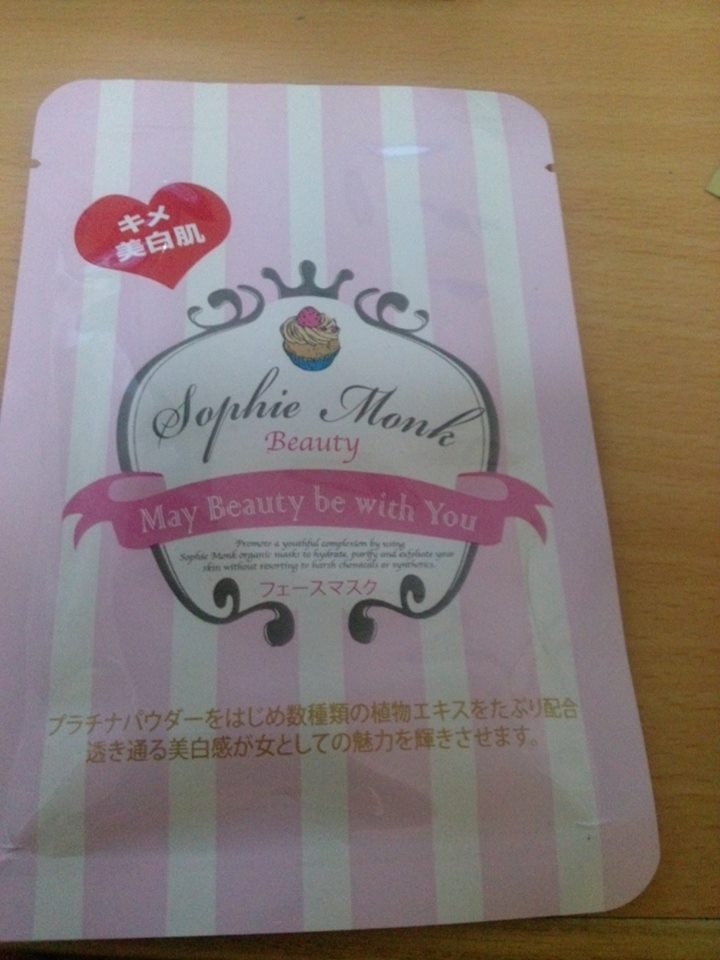 キメ
美白肌
Sophie Monk
Beauty
May Beauty be with You
Promote a youthful complexion by using
Sophie Monk organic masks to hydrate, purify and exfoliate your
skin without resorting to harsh chemicals or synthetics.
フェースマスク
プラチナパウダーをはじめ数種類の植物エキスをたぷり配合
透き通る美白感が女としての魅力を輝きさせます。